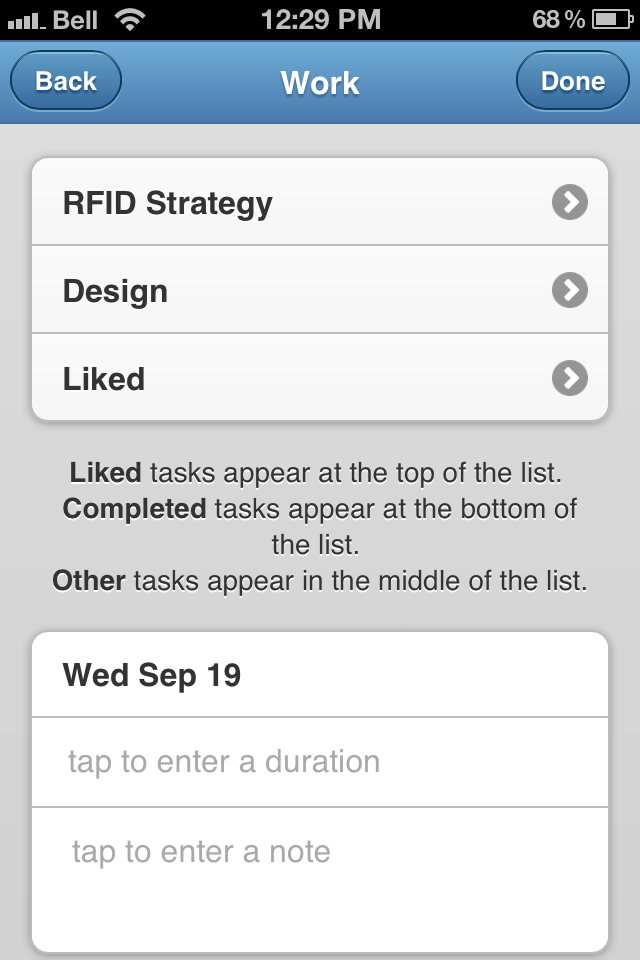 Bell 12:29 PM 68 %
Back Work Done
RFID Strategy
Design
Liked
Liked tasks appear at the top of the list.
Completed tasks appear at the bottom of
the list.
Other tasks appear in the middle of the list.
Wed Sep 19
tap to enter a duration
tap to enter a note